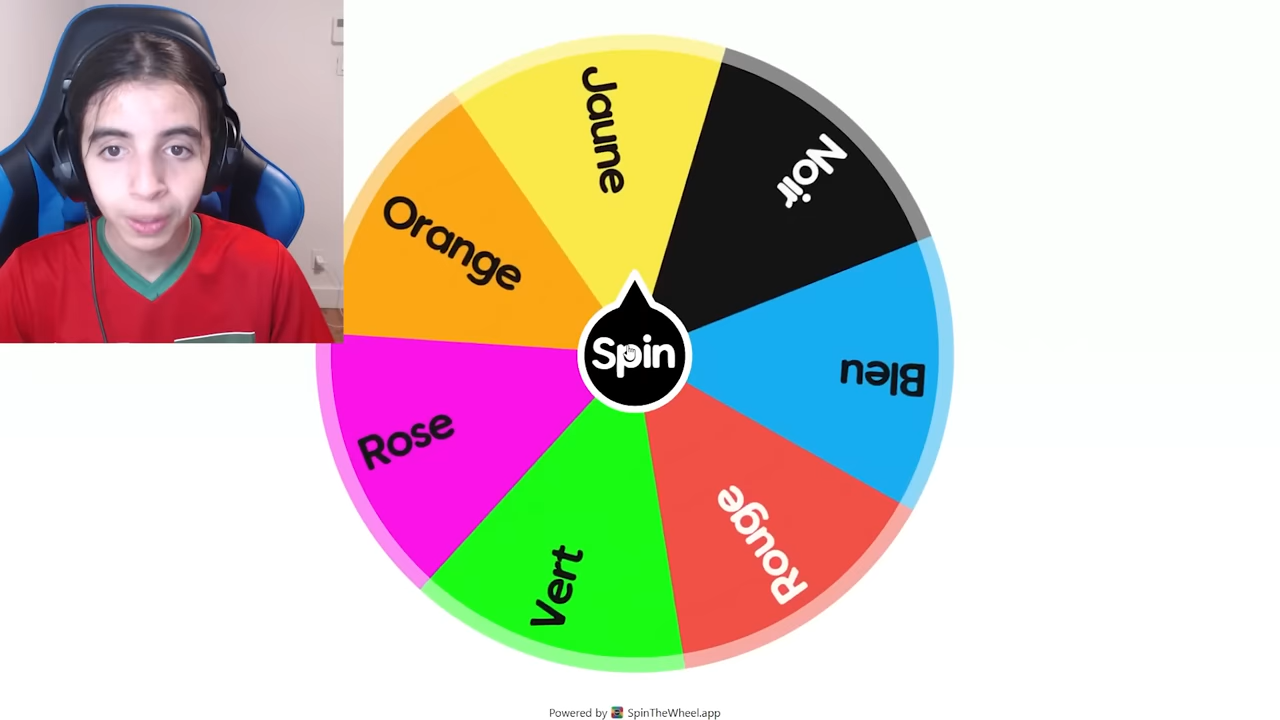 Jaune
Noir
Orange
Spin
Bleu
Rose
Rouge
Vert
Powered by SpinTheWheel.app